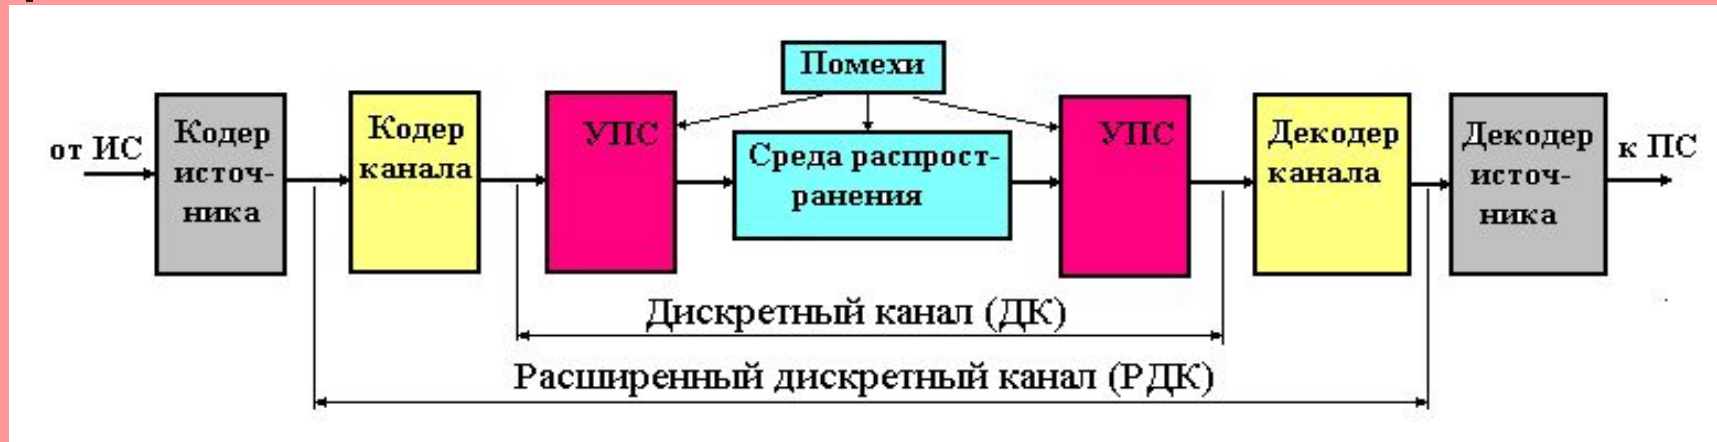 Помехи
от ИС
Кодер
источ-
ника
Кодер
канала
УПС
Среда распрост-
ранения
УПС
Декодер
канала
Декодер
источ-
ника
к ПС
Дискретный канал (ДК)
Расширенный дискретный канал (РДК)